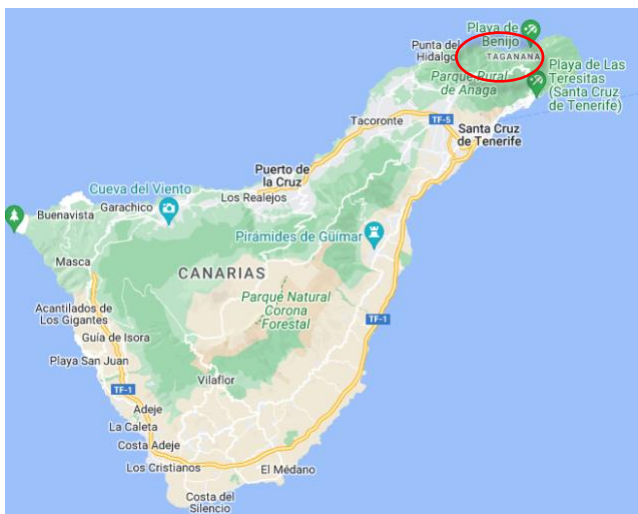 Playa de
Benijo
Punta del
Hidalgo
TAGANANA
Parque Rural
de Anaga
Playa de Las
Teresitas
(Santa Cruz
de Tenerife)
Tacoronte
TF-5
Santa Cruz
de Tenerife
Puerto de
la Cruz
Cueva del Viento
Los Realejos
Garachico
Buenavista
Pirámides de Güímar
Masca
CANARIAS
Parque Natural
Corona
Forestal
Acantilados de
Los Gigantes
TF-1
Guía de Isora
Playa San Juan
Vilaflor
TF-1
Adeje
La Caleta
Costa Adeje
Los Cristianos
El Médano
Costa del
Silencio